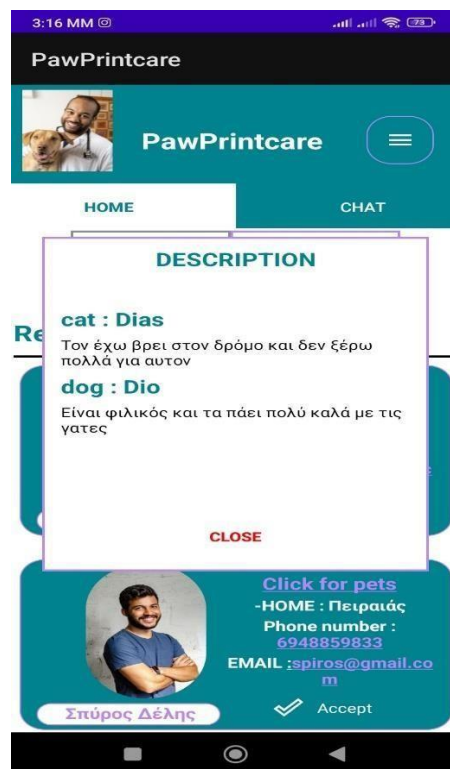 3:16 MM
73
PawPrintcare
PawPrintcare
HOME
CHAT
Re
DESCRIPTION
cat : Dias
Τον έχω βρει στον δρόμο και δεν ξέρω
πολλά για αυτον
dog : Dio
Είναι φιλικός και τα πάει πολύ καλά με τις
γατες
CLOSE
Click for pets
-HOME : Πειραιάς
Phone number :
6948859833
EMAIL :spiros@gmail.co
m
Σπύρος Δέλης
Accept